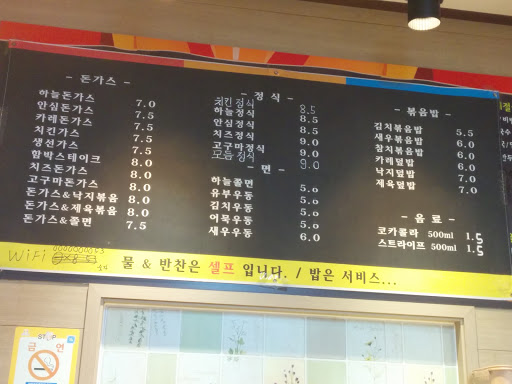 - 돈가스 -
하늘돈가스 7.0
안심돈가스 7.5
카레돈가스 7.5
치킨가스 7.5
생선가스 7.5
함박스테이크 8.0
치즈돈가스 8.0
고구마돈가스 8.0
돈가스&낙지볶음 8.0
돈가스&제육볶음 8.0
돈가스&쫄면 7.5
- 정식 -
치킨정식 8.5
하늘정식 8.5
안심정식 9.0
치즈정식 9.0
고구마정식 9.0
모듬정식
- 면 -
하늘쫄면 5.0
유부우동 5.0
김치우동 5.0
어묵우동 5.0
새우우동 6.0
- 볶음밥 -
김치볶음밥 5.5
새우볶음밥 6.0
참치볶음밥 6.0
카레덮밥 6.0
낙지덮밥 7.0
제육덮밥 7.0
- 음료 -
코카콜라 500ml 1.5
스트라이프 500ml 1.5
WiFi
물 & 반찬은 셀프 입니다. / 밥은 서비스...
STOP
금연